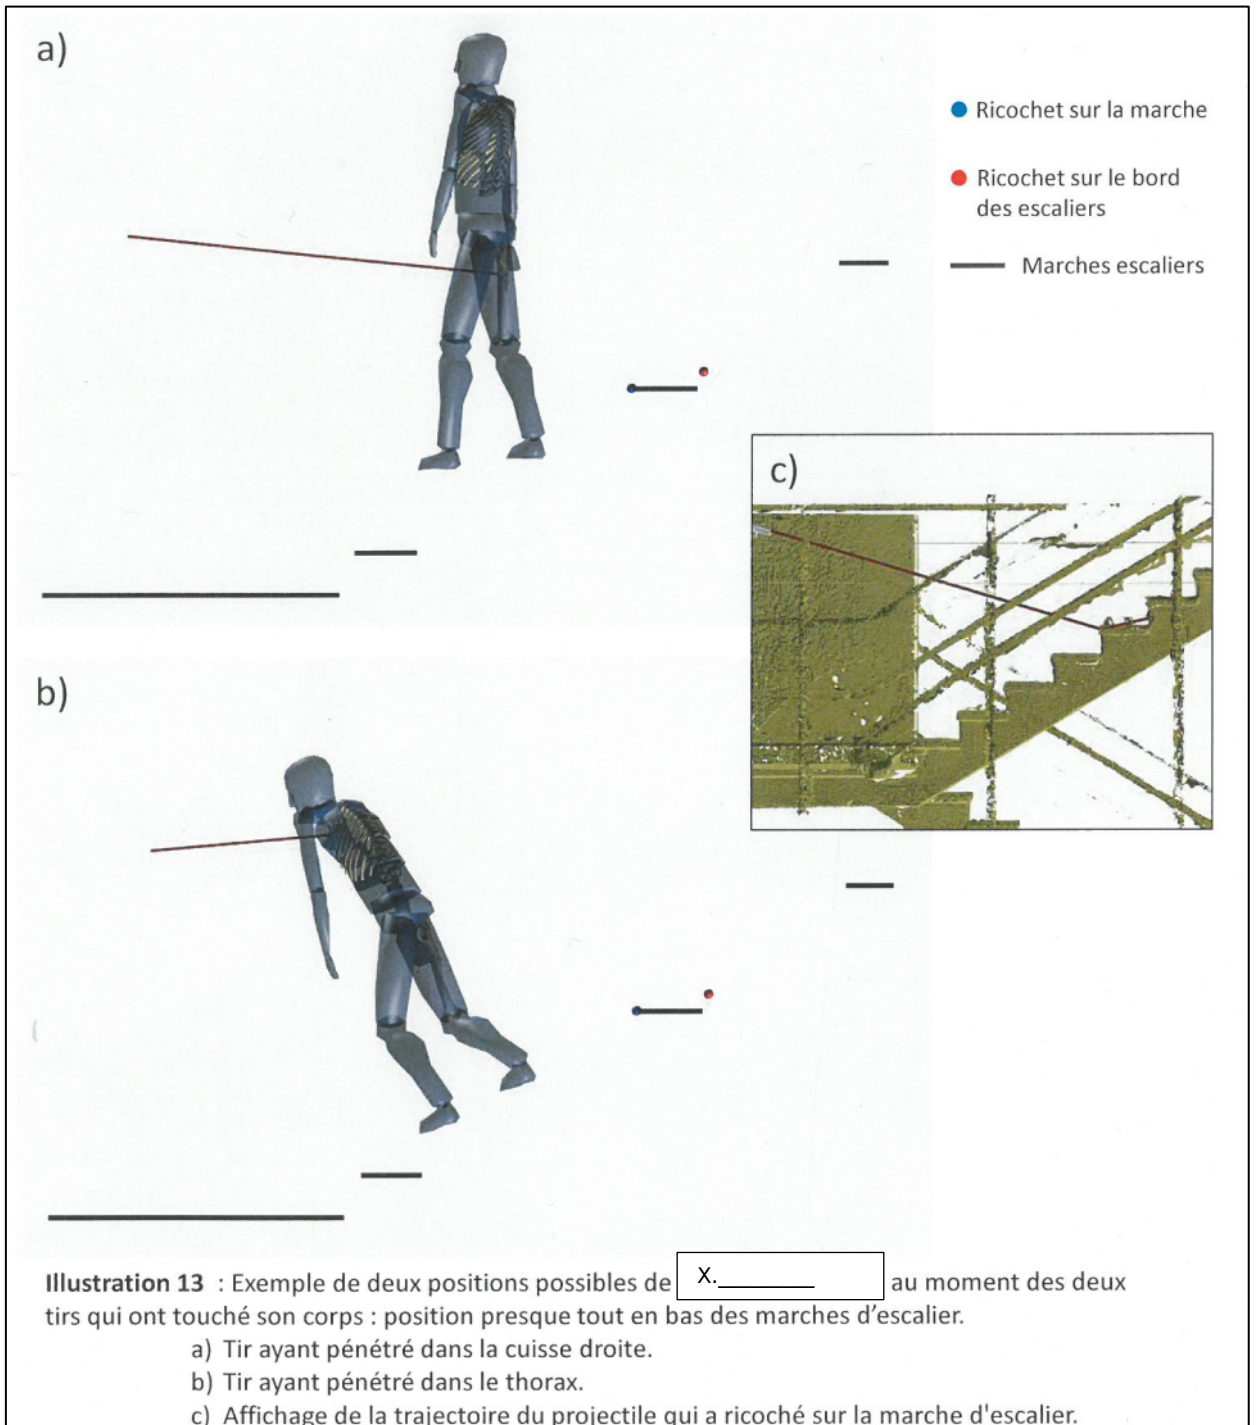 a)
Ricochet sur la marche
Ricochet sur le bord
des escaliers
Marches escaliers
c)
b)
Illustration 13 : Exemple de deux positions possibles de X.________ au moment des deux
tirs qui ont touché son corps : position presque tout en bas des marches d’escalier.
a) Tir ayant pénétré dans la cuisse droite.
b) Tir ayant pénétré dans le thorax.
c) Affichage de la trajectoire du projectile qui a ricoché sur la marche d'escalier.